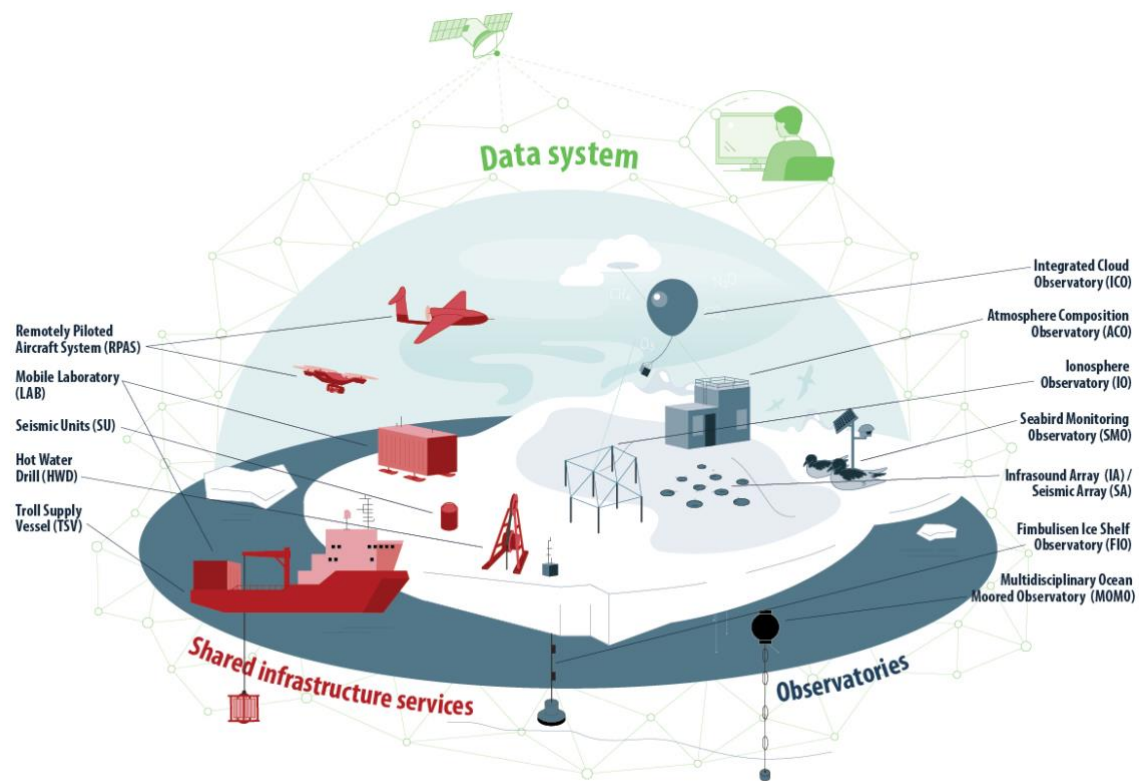 Data system
Remotely Piloted
Aircraft System (RPAS)
Mobile Laboratory
(LAB)
Seismic Units (SU)
Hot Water
Drill (HWD)
Troll Supply
Vessel (TSV)
Integrated Cloud
Observatory (ICO)
Atmosphere Composition
Observatory (ACO)
Ionosphere
Observatory (IO)
Seabird Monitoring
Observatory (SMO)
Infrasound Array (IA) /
Seismic Array (SA)
Fimbulisen Ice Shelf
Observatory (FIO)
Multidisciplinary Ocean
Moored Observatory (MOMO)
Shared infrastructure services
Observatories